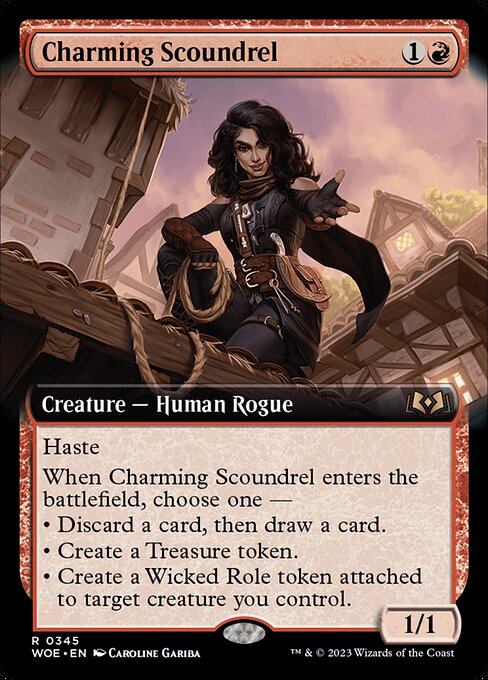 Charming Scoundrel 1
Creature — Human Rogue
Haste
When Charming Scoundrel enters the
battlefield, choose one —
• Discard a card, then draw a card.
• Create a Treasure token.
• Create a Wicked Role token attached
to target creature you control.
1/1
R 0345
WOE • EN CAROLINE GARIBA
™ & © 2023 Wizards of the Coast